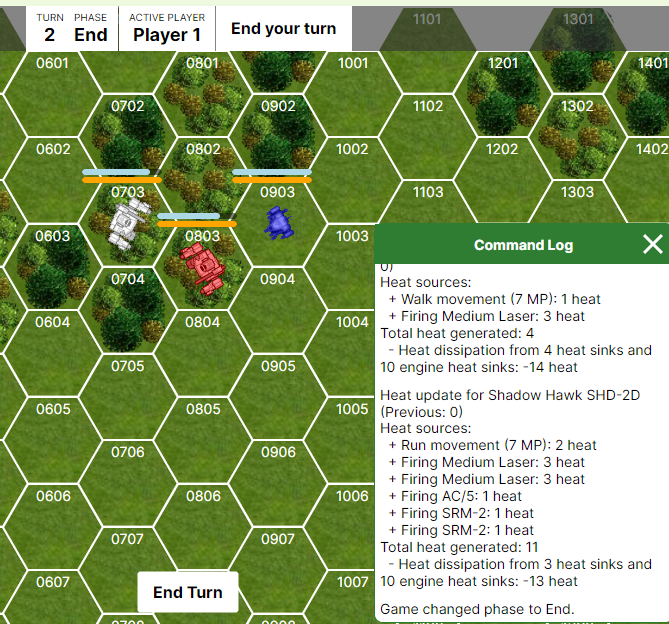 TURN PHASE ACTIVE PLAYER
2 End Player 1 End your turn
1101 1301
0601 0801 1001 1201 1401
0702 0902 1102 1302
0602 0802 1002 1202 1402
0703 0903 1103 1303
0603 0803 1003
0704 0904
0604 0804 1004
0705 0905
0605 0805 1005
0706 0906
0606 0806 1006
0707 0907
0607 1007
End Turn
Command Log
0)
Heat sources:
+ Walk movement (7 MP): 1 heat
+ Firing Medium Laser: 3 heat
Total heat generated: 4
- Heat dissipation from 4 heat sinks and
10 engine heat sinks: -14 heat
Heat update for Shadow Hawk SHD-2D
(Previous: 0)
Heat sources:
+ Run movement (7 MP): 2 heat
+ Firing Medium Laser: 3 heat
+ Firing Medium Laser: 3 heat
+ Firing AC/5: 1 heat
+ Firing SRM-2: 1 heat
+ Firing SRM-2: 1 heat
Total heat generated: 11
- Heat dissipation from 3 heat sinks and
10 engine heat sinks: -13 heat
Game changed phase to End.